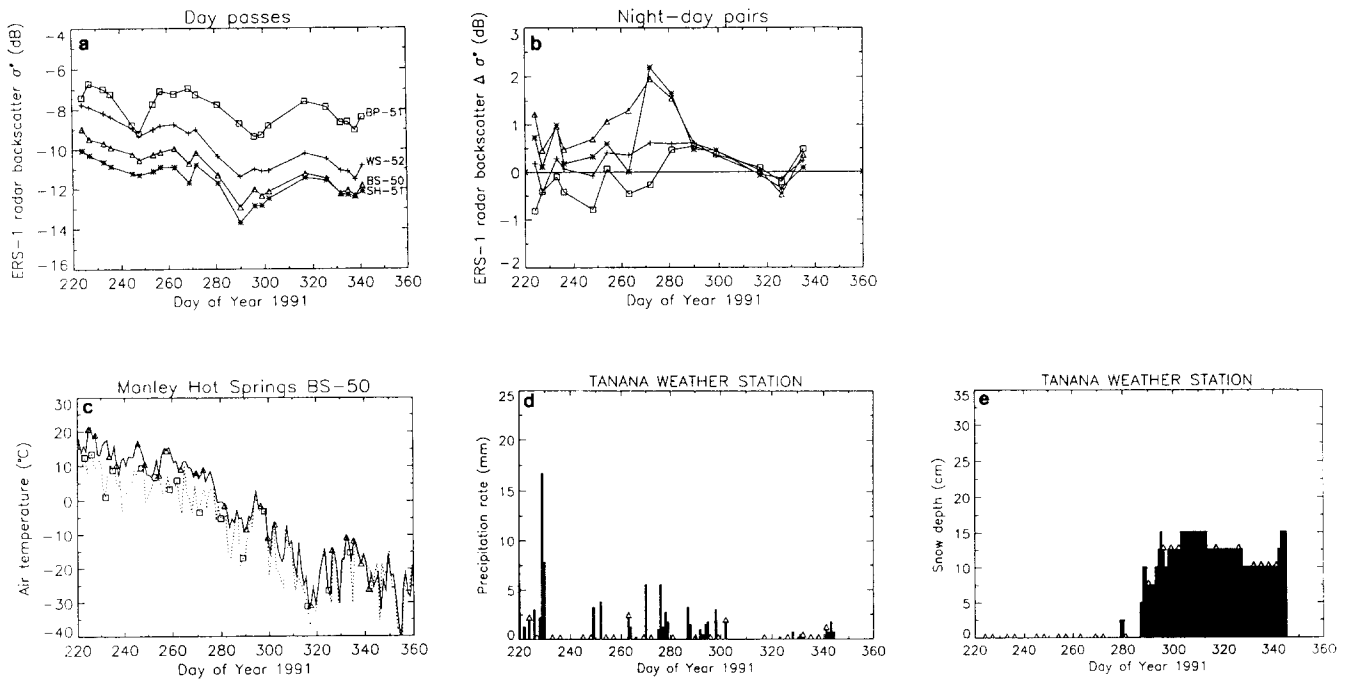 Day passes
a
ERS-1 radar backscatter σ° (dB)
-4
-6
-8
-10
-12
-14
-16
BP-51
WS-52
BS-50
SH-51
220 240 260 280 300 320 340 360
Day of Year 1991
Night-day pairs
b
ERS-1 radar backscatter Δ σ° (dB)
3
2
1
0
-1
-2
220 240 260 280 300 320 340 360
Day of Year 1991
Manley Hot Springs BS-50
c
Air temperature (°C)
30
20
10
0
-10
-20
-30
-40
220 240 260 280 300 320 340 360
Day of Year 1991
TANANA WEATHER STATION
d
Precipitation rate (mm)
25
20
15
10
5
0
220 240 260 280 300 320 340 360
Day of Year 1991
TANANA WEATHER STATION
e
Snow depth (cm)
35
30
25
20
15
10
5
0
220 240 260 280 300 320 340 360
Day of Year 1991